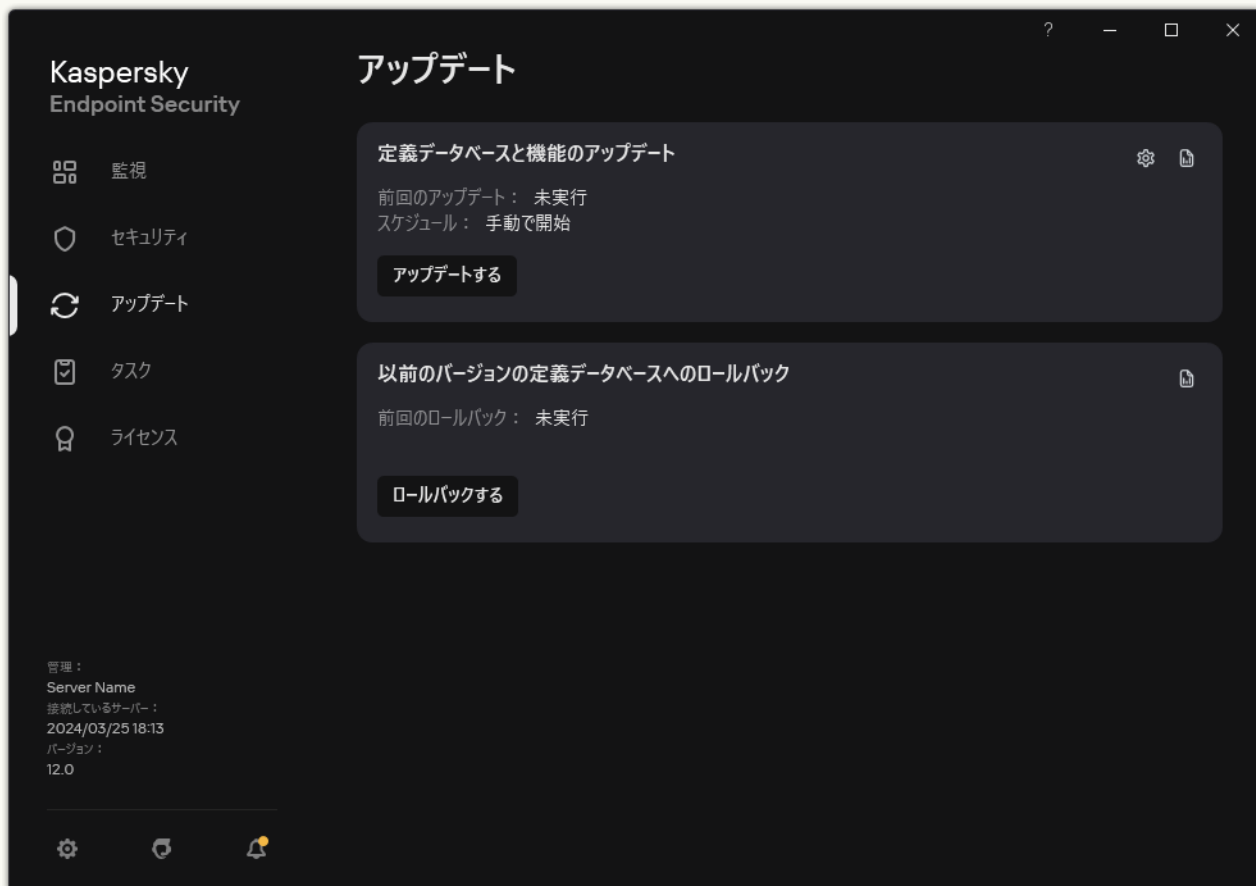 ?
Kaspersky
Endpoint Security
監視
セキュリティ
アップデート
タスク
ライセンス
管理：
Server Name
接続しているサーバー：
2024/03/25 18:13
バージョン：
12.0
アップデート
定義データベースと機能のアップデート
前回のアップデート： 未実行
スケジュール： 手動で開始
アップデートする
以前のバージョンの定義データベースへのロールバック
前回のロールバック： 未実行
ロールバックする